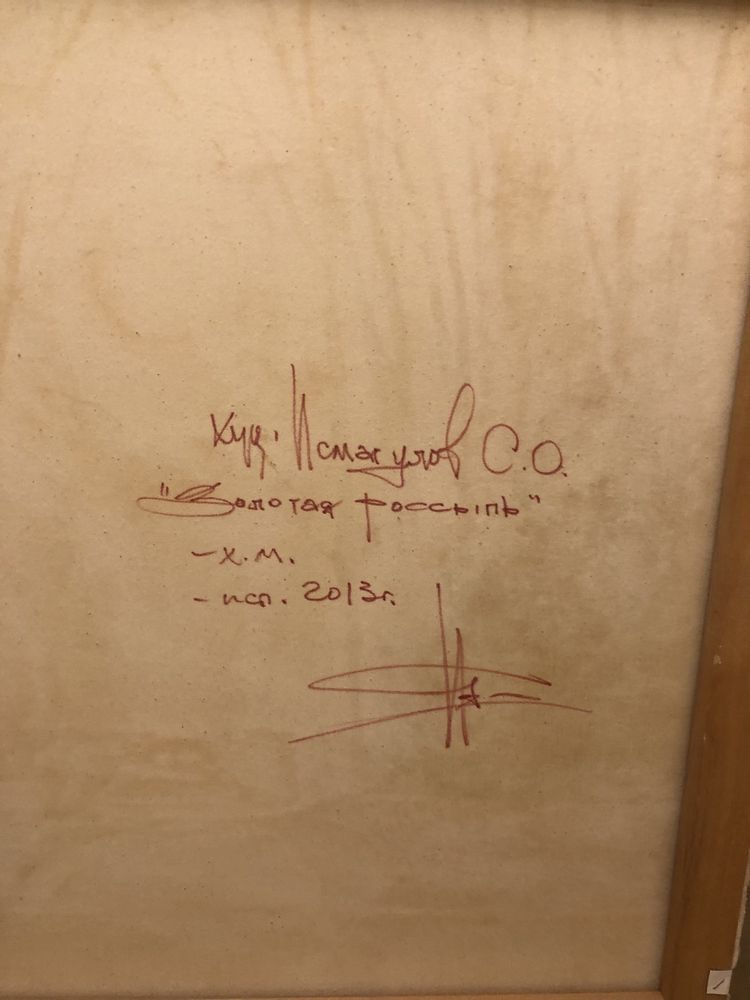 Худ. Исмагулов С.О.
"Золотая россыпь"
- х.м.
- исп. 2013г.